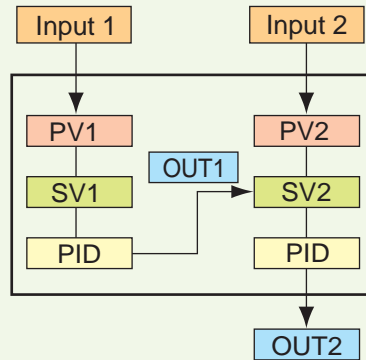 Input 1
Input 2
PV1
PV2
OUT1
SV1
SV2
PID
PID
OUT2